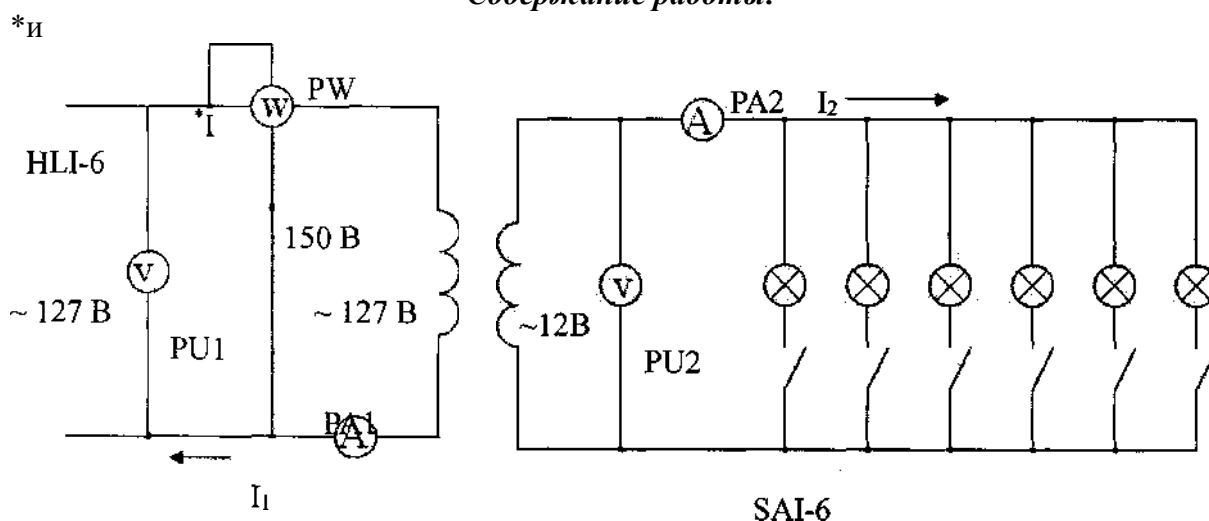 Содержание работы:
*и
PW
*I
W
PA2
I₂
A
HLI-6
150 В
V
V
~ 127 В
~ 127 В
~12В
PU1
PU2
PA1
A
I₁
SAI-6